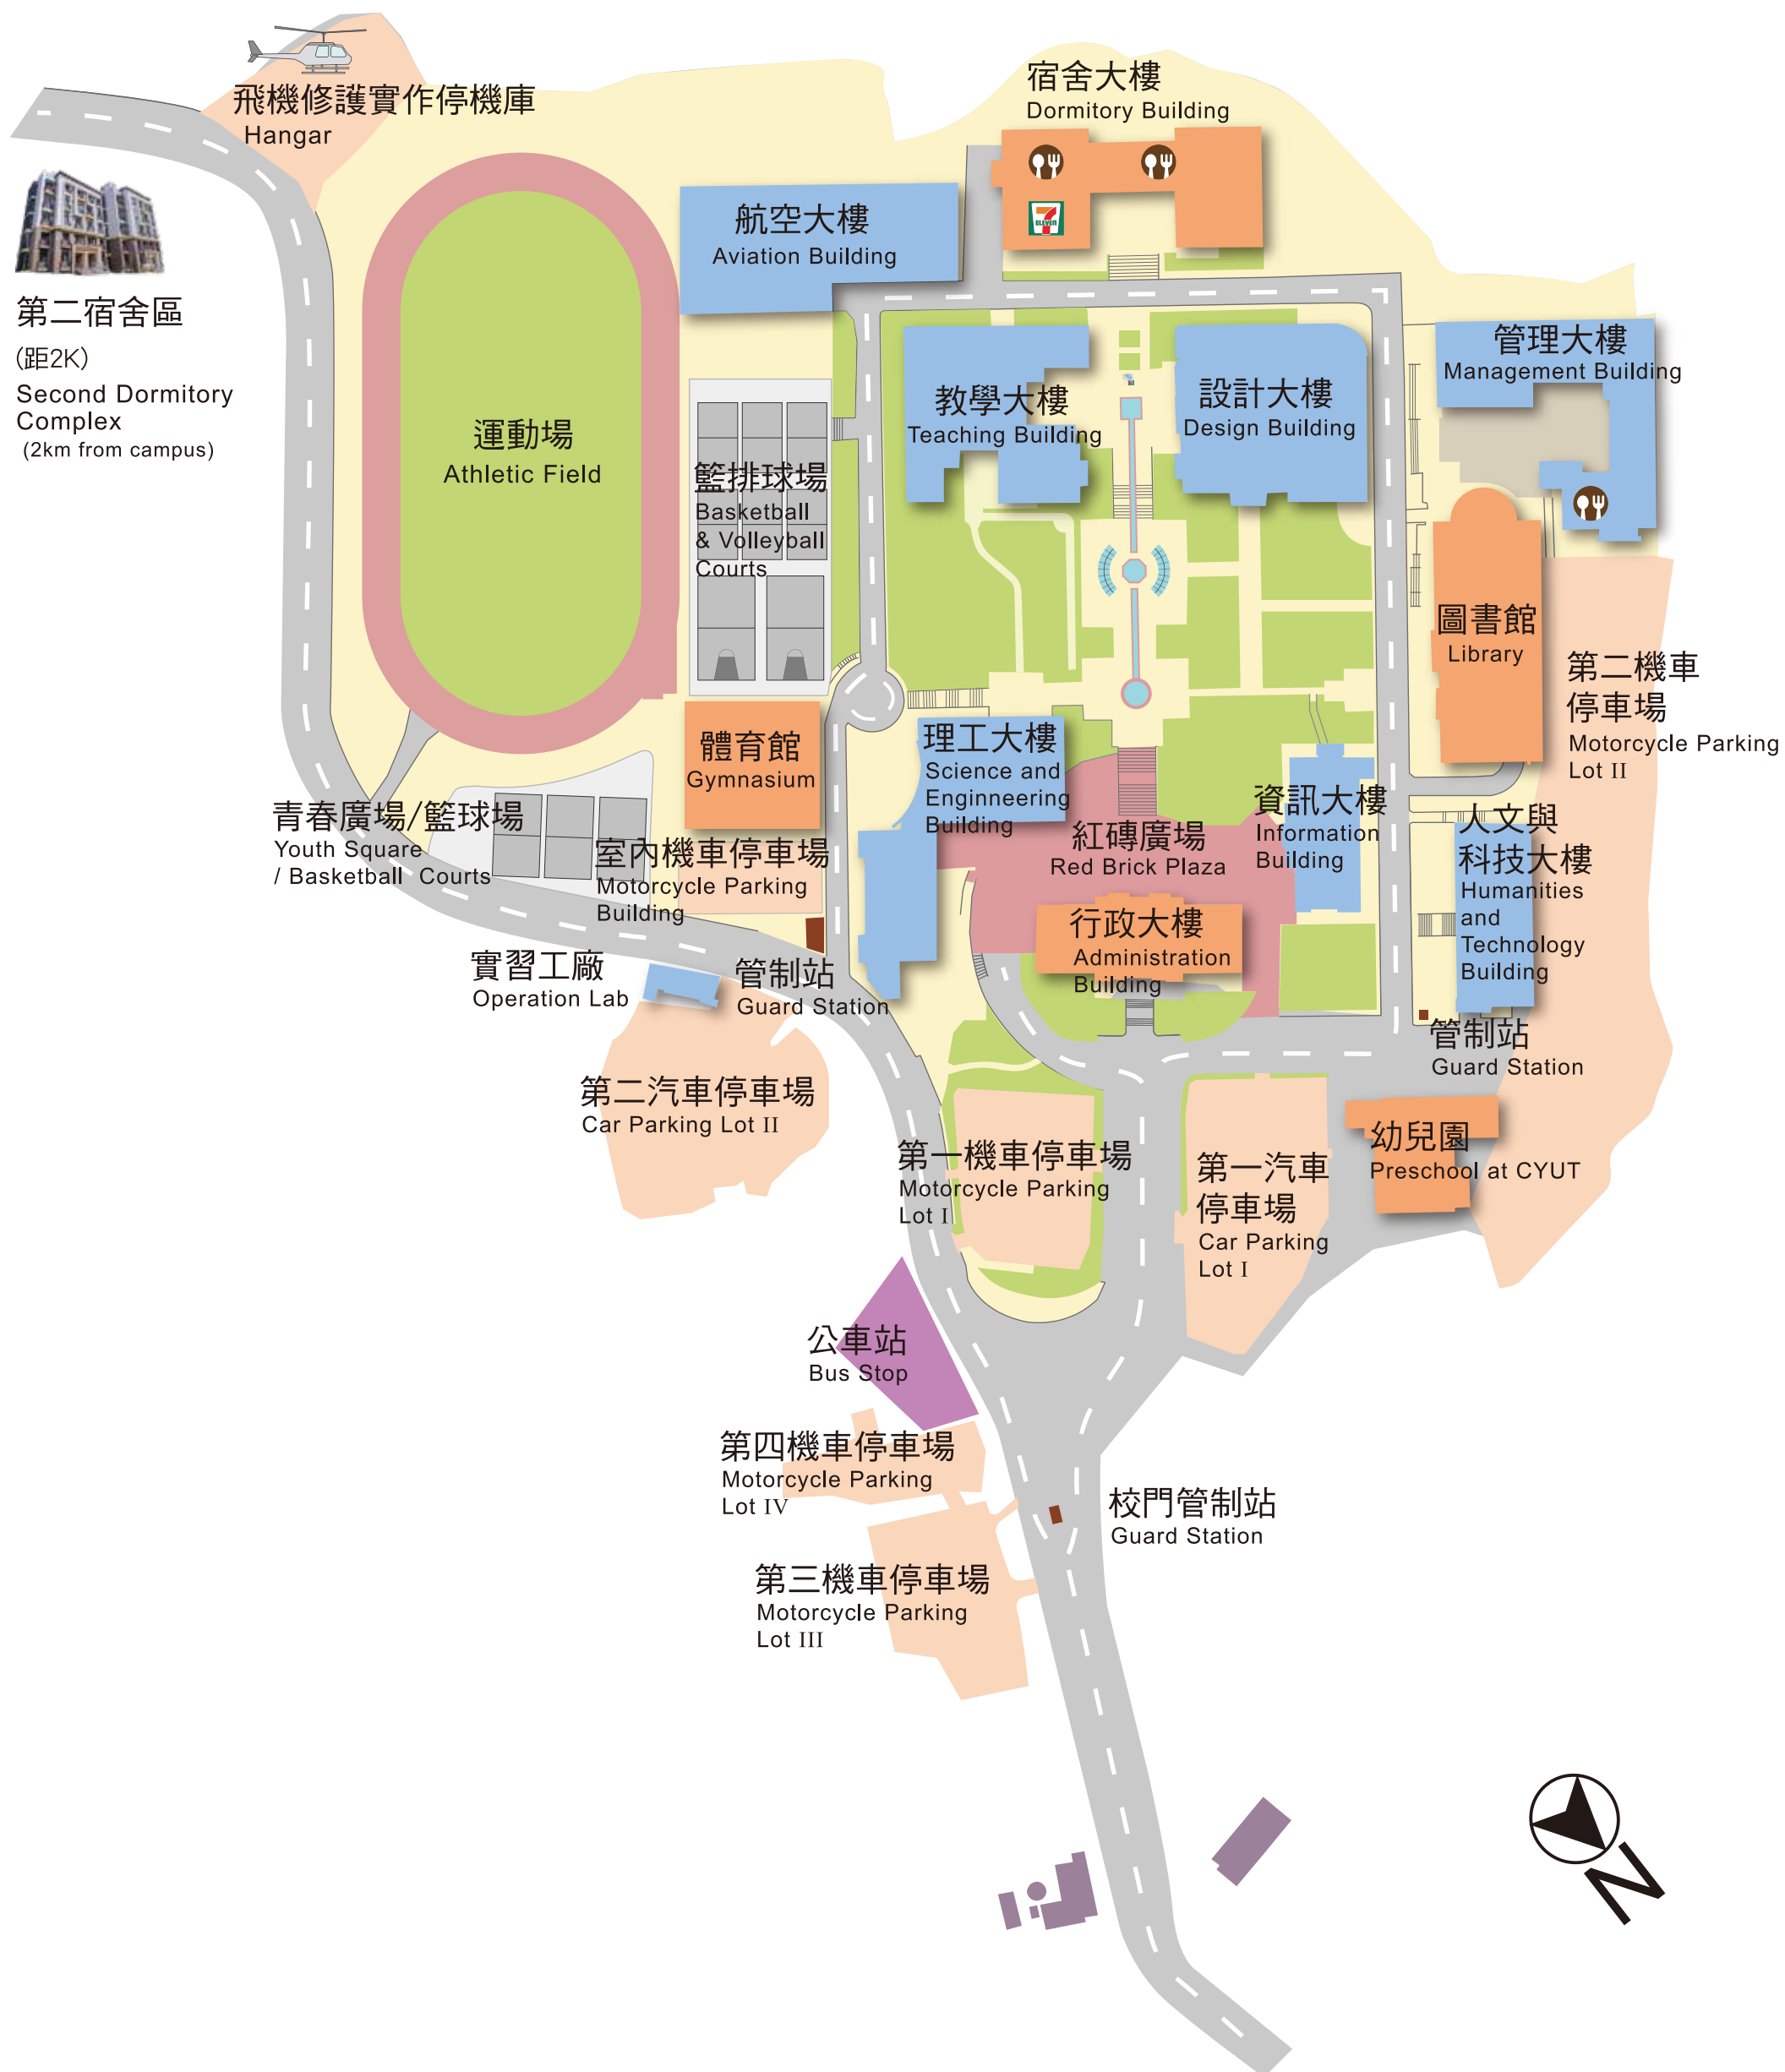 飛機修護實作停機庫
Hangar
宿舍大樓
Dormitory Building
7
ELEVEN
航空大樓
Aviation Building
第二宿舍區
(距2K)
Second Dormitory
Complex
(2km from campus)
運動場
Athletic Field
籃排球場
Basketball
& Volleyball
Courts
教學大樓
Teaching Building
設計大樓
Design Building
管理大樓
Management Building
圖書館
Library
第二機車
停車場
Motorcycle Parking
Lot II
體育館
Gymnasium
理工大樓
Science and
Enginneering
Building
青春廣場/籃球場
Youth Square
/ Basketball Courts
室內機車停車場
Motorcycle Parking
Building
紅磚廣場
Red Brick Plaza
資訊大樓
Information
Building
人文與
科技大樓
Humanities
and
Technology
Building
行政大樓
Administration
Building
實習工廠
Operation Lab
管制站
Guard Station
管制站
Guard Station
第二汽車停車場
Car Parking Lot II
第一機車停車場
Motorcycle Parking
Lot I
第一汽車
停車場
Car Parking
Lot I
幼兒園
Preschool at CYUT
公車站
Bus Stop
第四機車停車場
Motorcycle Parking
Lot IV
校門管制站
Guard Station
第三機車停車場
Motorcycle Parking
Lot III
N